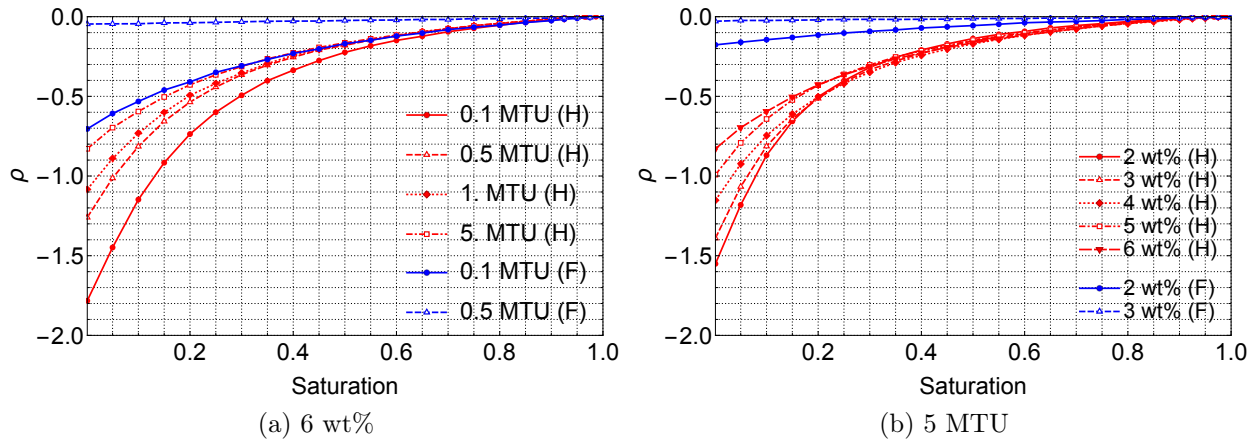 0.0
−0.5
−1.0
−1.5
−2.0
ρ
0.2 0.4 0.6 0.8 1.0
Saturation
0.1 MTU (H)
0.5 MTU (H)
1. MTU (H)
5. MTU (H)
0.1 MTU (F)
0.5 MTU (F)
(a) 6 wt%
0.0
−0.5
−1.0
−1.5
−2.0
ρ
0.2 0.4 0.6 0.8 1.0
Saturation
2 wt% (H)
3 wt% (H)
4 wt% (H)
5 wt% (H)
6 wt% (H)
2 wt% (F)
3 wt% (F)
(b) 5 MTU